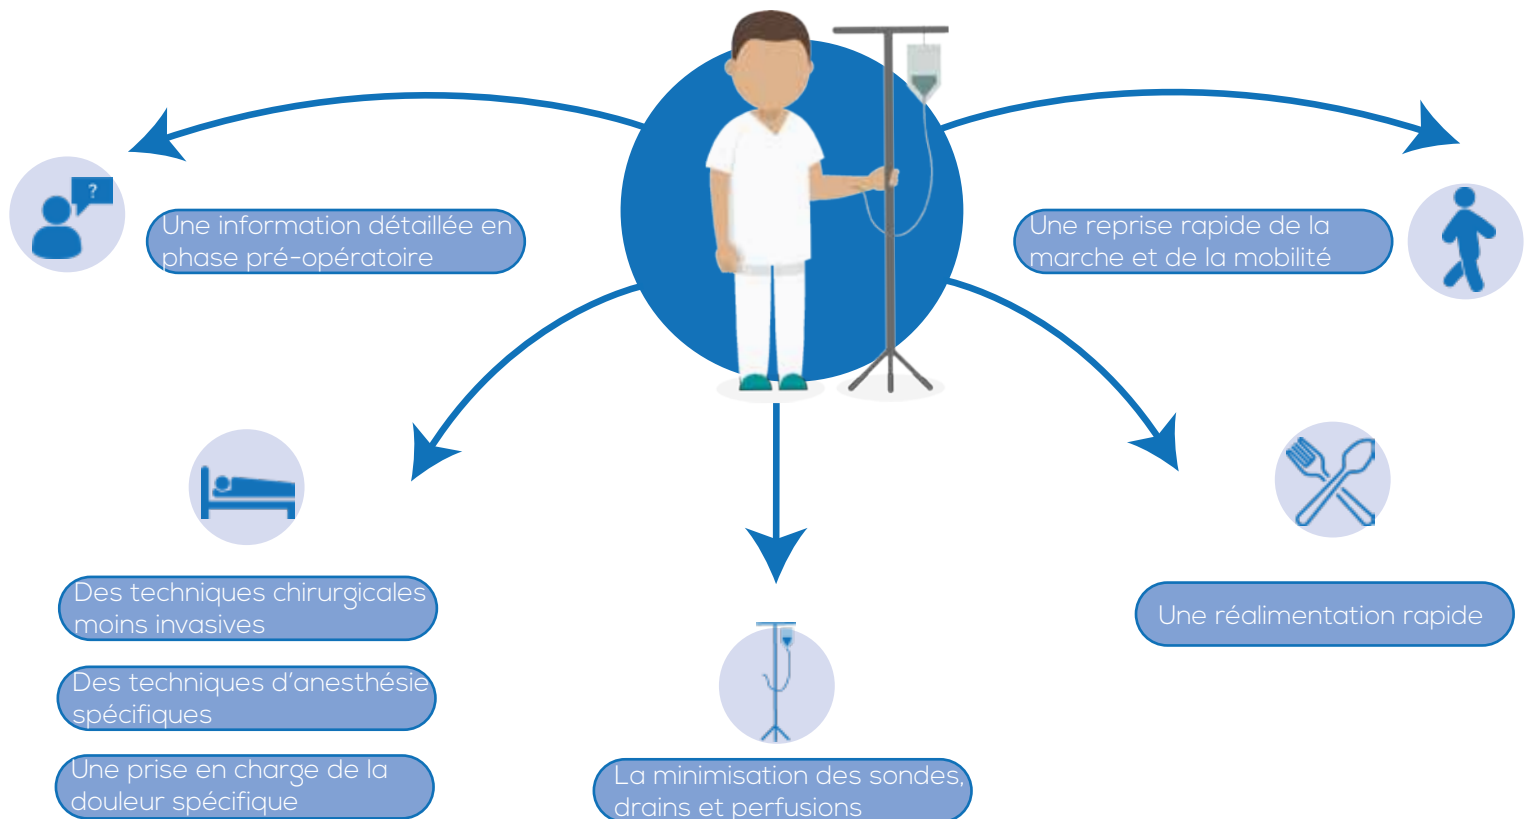 ?
Une information détaillée en
phase pré-opératoire
Une reprise rapide de la
marche et de la mobilité
Des techniques chirurgicales
moins invasives
Des techniques d'anesthésie
spécifiques
Une prise en charge de la
douleur spécifique
La minimisation des sondes,
drains et perfusions
Une réalimentation rapide